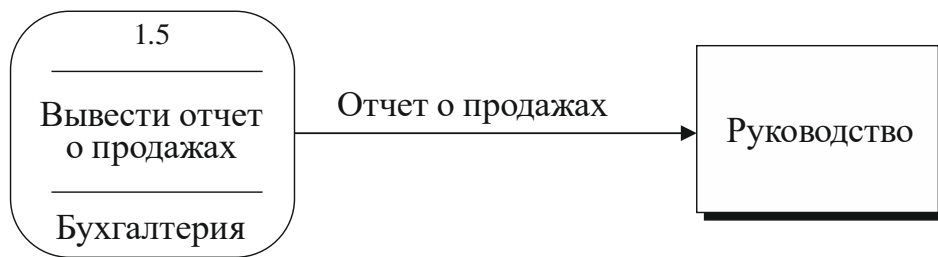 1.5
Вывести отчет
о продажах
Бухгалтерия
Отчет о продажах
Руководство